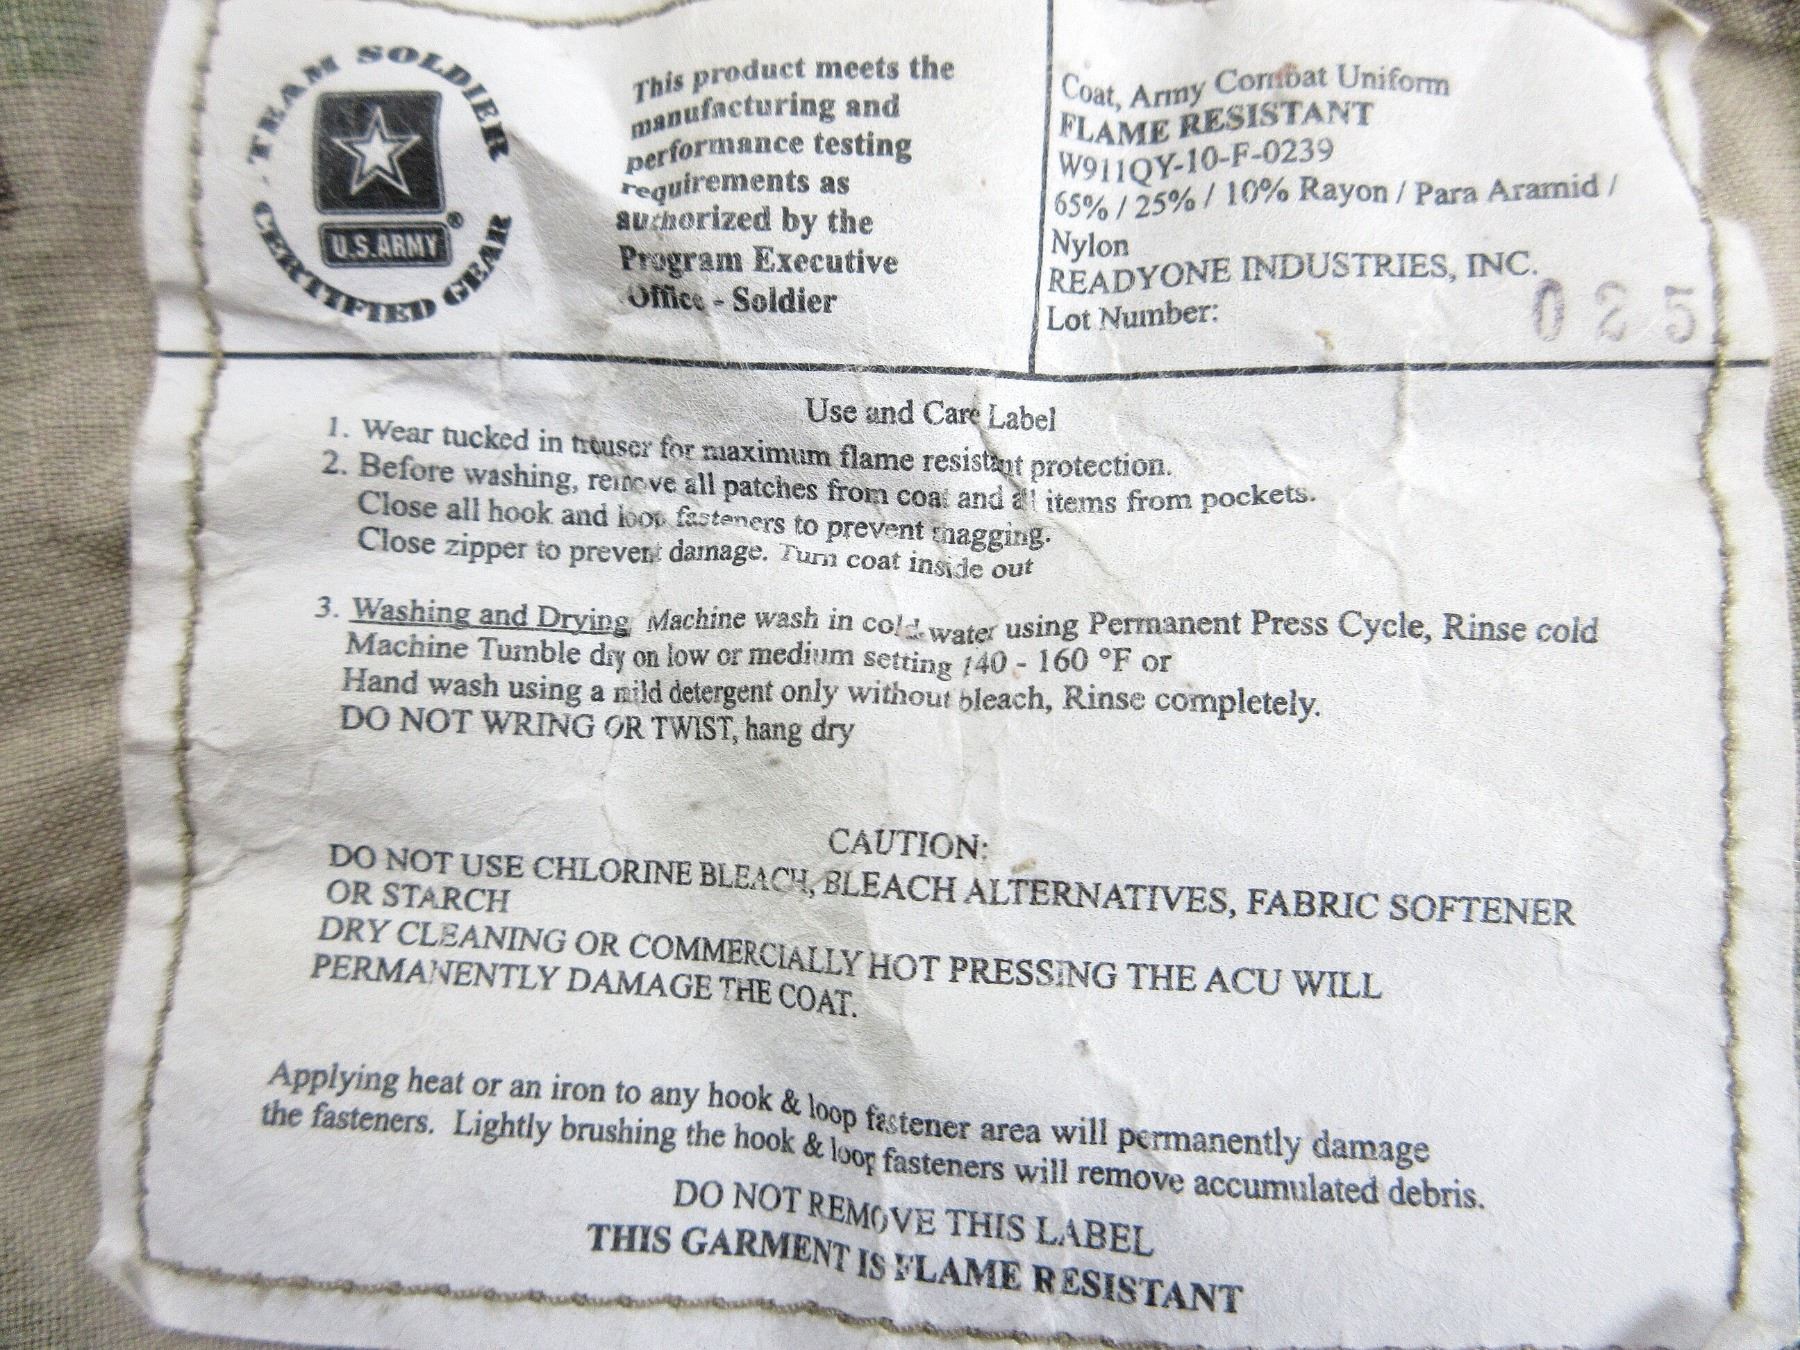 TEAM SOLDIER
CERTIFIED GEAR
U.S. ARMY ®
This product meets the
manufacturing and
performance testing
requirements as
authorized by the
Program Executive
Office - Soldier
Coat, Army Combat Uniform
FLAME RESISTANT
W911QY-10-F-0239
65% / 25% / 10% Rayon / Para Aramid /
Nylon
READYONE INDUSTRIES, INC.
Lot Number: 025
Use and Care Label
1. Wear tucked in trouser for maximum flame resistant protection.
2. Before washing, remove all patches from coat and all items from pockets.
Close all hook and loop fasteners to prevent snagging.
Close zipper to prevent damage. Turn coat inside out
3. Washing and Drying: Machine wash in cold water using Permanent Press Cycle, Rinse cold
Machine Tumble dry on low or medium setting 140 - 160 °F or
Hand wash using a mild detergent only without bleach, Rinse completely.
DO NOT WRING OR TWIST, hang dry
CAUTION:
DO NOT USE CHLORINE BLEACH, BLEACH ALTERNATIVES, FABRIC SOFTENER
OR STARCH
DRY CLEANING OR COMMERCIALLY HOT PRESSING THE ACU WILL
PERMANENTLY DAMAGE THE COAT.
Applying heat or an iron to any hook & loop fastener area will permanently damage
the fasteners. Lightly brushing the hook & loop fasteners will remove accumulated debris.
DO NOT REMOVE THIS LABEL
THIS GARMENT IS FLAME RESISTANT